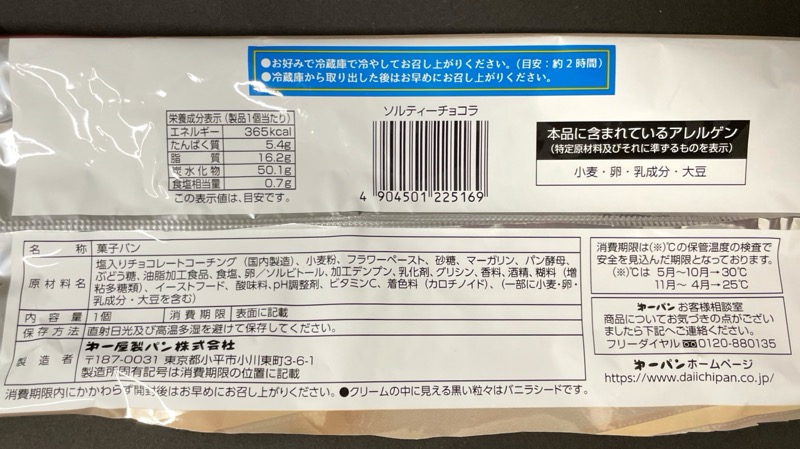 ●お好みで冷蔵庫で冷やしてお召し上がりください。(目安:約2時間)
●冷蔵庫から取り出した後はお早めにお召し上がりください。
栄養成分表示(製品1個当たり)
エネルギー 365kcal
たんぱく質 5.4g
脂質 16.2g
炭水化物 50.1g
食塩相当量 0.7g
この表示値は、目安です。
ソルティーチョコラ
4 904501 225169
本品に含まれているアレルゲン
(特定原材料及びそれに準ずるものを表示)
小麦・卵・乳成分・大豆
名称 菓子パン
原材料名 塩入りチョコレートコーチング(国内製造)、小麦粉、フラワーペースト、砂糖、マーガリン、パン酵母、
ぶどう糖、油脂加工食品、食塩、卵/ソルビトール、加工デンプン、乳化剤、グリシン、香料、酒精、糊料(増
粘多糖類)、イーストフード、酸味料、pH調整剤、ビタミンC、着色料(カロチノイド)、(一部に小麦・卵・
乳成分・大豆を含む)
内容量 1個 消費期限 表面に記載
保存方法 直射日光及び高温多湿を避けて保存してください。
製造者 第一屋製パン株式会社
〒187-0031 東京都小平市小川東町3-6-1
製造所固有記号は消費期限の位置に記載
消費期限内にかかわらず開封後はお早めにお召し上がりください。●クリームの中に見える黒い粒々はバニラシードです。
消費期限は(※)℃の保管温度の検査で
安全を見込んだ期限となっております。
(※)℃は 5月〜10月→30℃
11月〜 4月→25℃
第一パン お客様相談室
商品についてお気づきの点がござい
ましたら下記へご連絡ください。
フリーダイヤル 0120-880135
第一パンホームページ
https://www.daiichipan.co.jp/